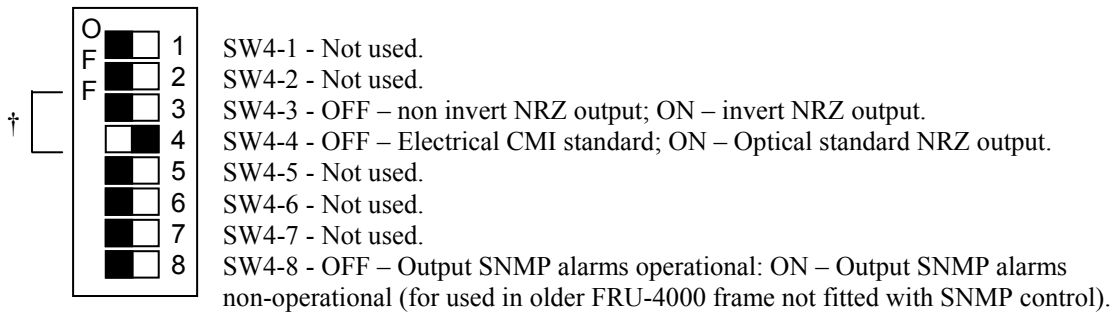 OFF
1 SW4-1 - Not used.
2 SW4-2 - Not used.
3 SW4-3 - OFF – non invert NRZ output; ON – invert NRZ output.
† 4 SW4-4 - OFF – Electrical CMI standard; ON – Optical standard NRZ output.
5 SW4-5 - Not used.
6 SW4-6 - Not used.
7 SW4-7 - Not used.
8 SW4-8 - OFF – Output SNMP alarms operational: ON – Output SNMP alarms
non-operational (for used in older FRU-4000 frame not fitted with SNMP control).